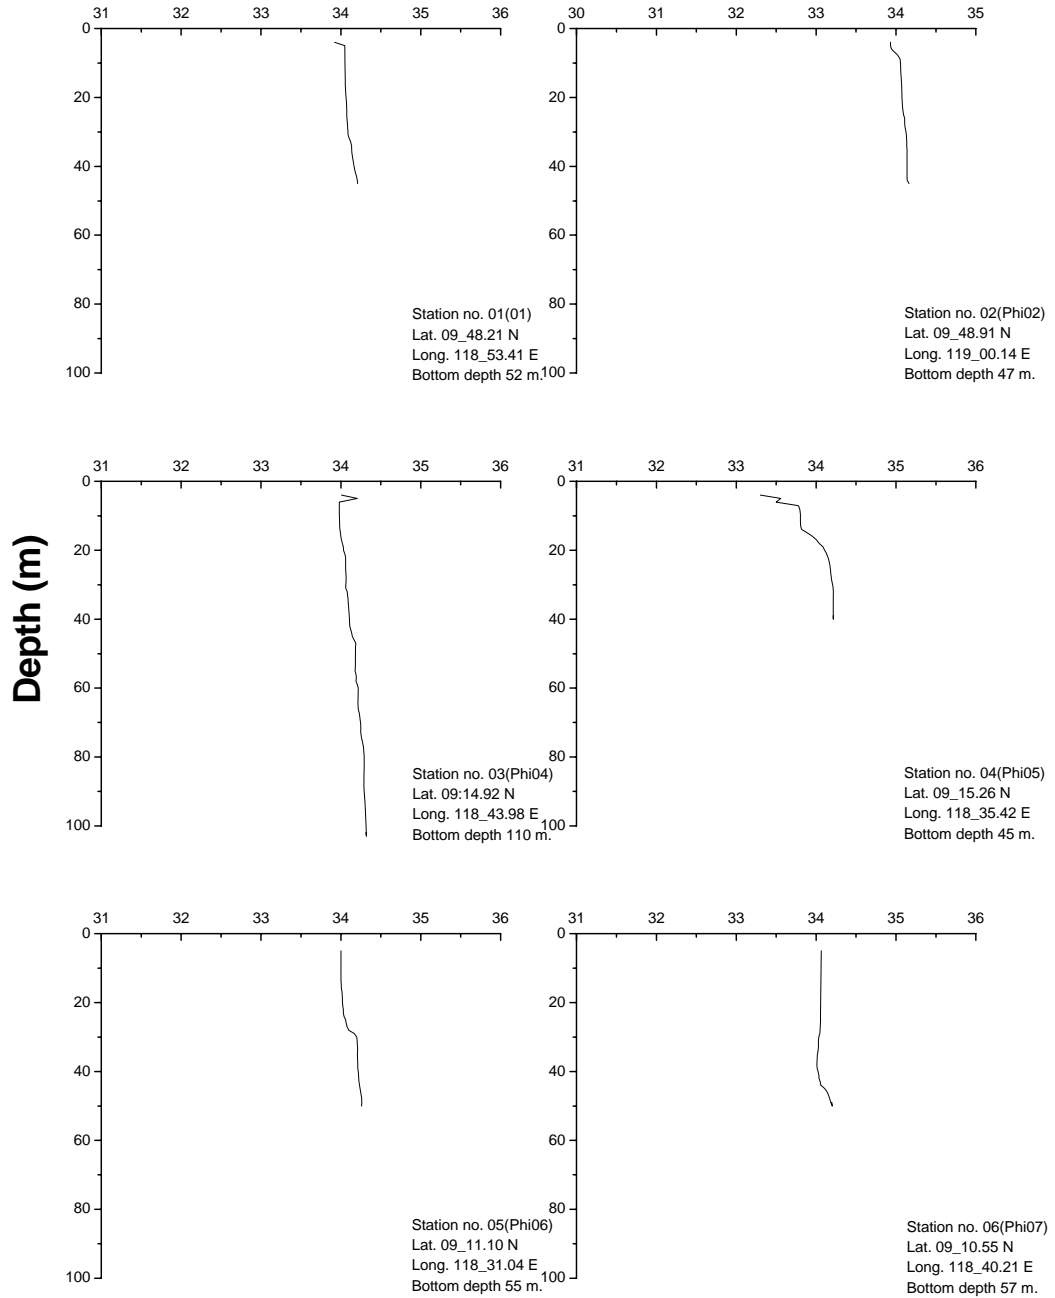 31 32 33 34 35 36
0
20
40
60
80
100
Station no. 01(01)
Lat. 09_48.21 N
Long. 118_53.41 E
Bottom depth 52 m.
30 31 32 33 34 35
0
20
40
60
80
100
Station no. 02(Phi02)
Lat. 09_48.91 N
Long. 119_00.14 E
Bottom depth 47 m.
Depth (m)
31 32 33 34 35 36
0
20
40
60
80
100
Station no. 03(Phi04)
Lat. 09:14.92 N
Long. 118_43.98 E
Bottom depth 110 m.
31 32 33 34 35 36
0
20
40
60
80
100
Station no. 04(Phi05)
Lat. 09_15.26 N
Long. 118_35.42 E
Bottom depth 45 m.
31 32 33 34 35 36
0
20
40
60
80
100
Station no. 05(Phi06)
Lat. 09_11.10 N
Long. 118_31.04 E
Bottom depth 55 m.
31 32 33 34 35 36
0
20
40
60
80
100
Station no. 06(Phi07)
Lat. 09_10.55 N
Long. 118_40.21 E
Bottom depth 57 m.